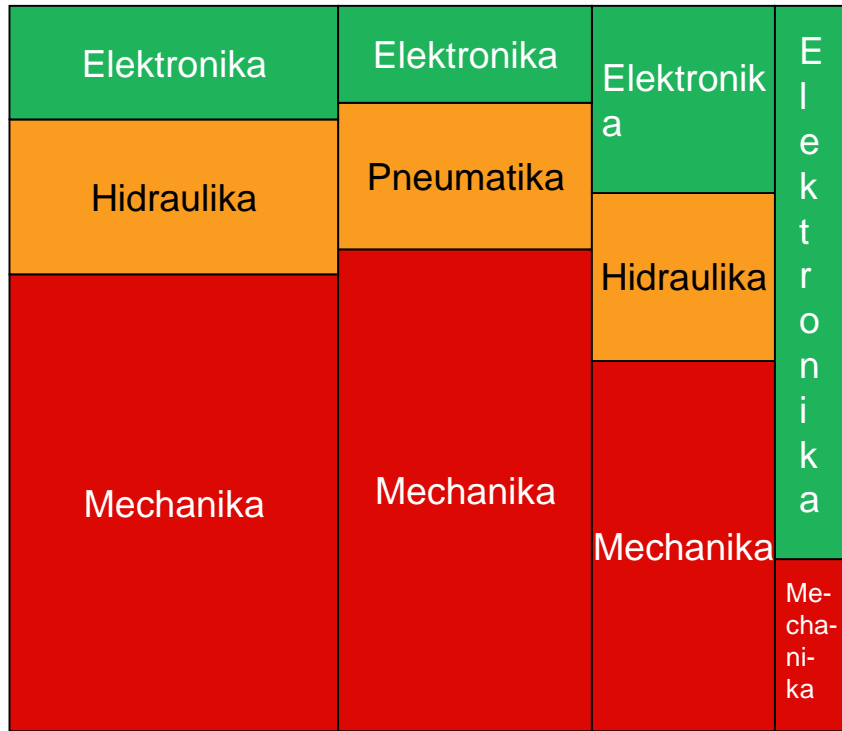 Elektronika
Hidraulika
Mechanika
Elektronika
Pneumatika
Mechanika
Elektronik
a
Hidraulika
Mechanika
E
l
e
k
t
r
o
n
i
k
a
Me-
cha-
ni-
ka